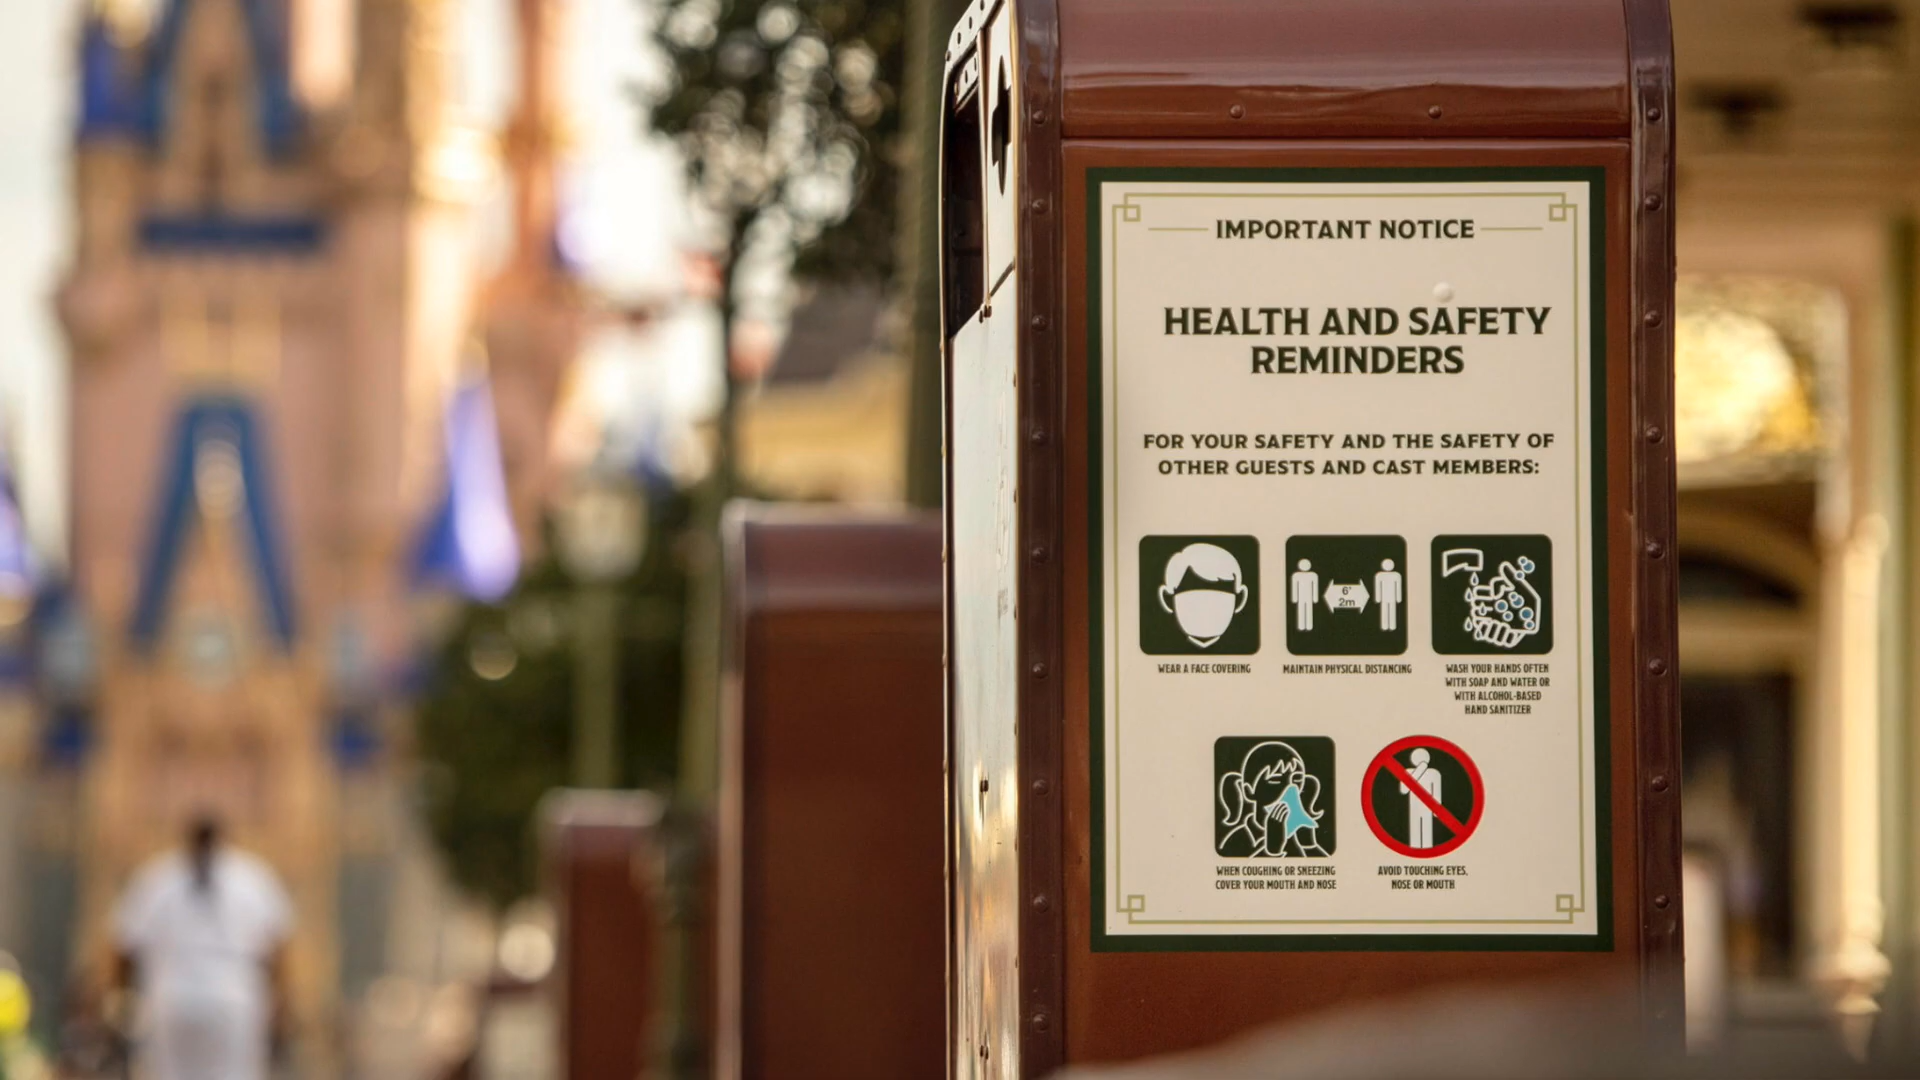 IMPORTANT NOTICE
HEALTH AND SAFETY
REMINDERS
FOR YOUR SAFETY AND THE SAFETY OF
OTHER GUESTS AND CAST MEMBERS:
6'
2m
WEAR A FACE COVERING
MAINTAIN PHYSICAL DISTANCING
WASH YOUR HANDS OFTEN
WITH SOAP AND WATER OR
WITH ALCOHOL-BASED
HAND SANITIZER
WHEN COUGHING OR SNEEZING
COVER YOUR MOUTH AND NOSE
AVOID TOUCHING EYES,
NOSE OR MOUTH